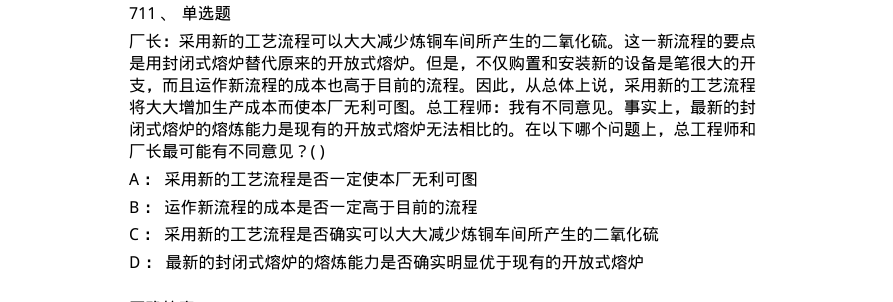 711 、 单选题
厂长：采用新的工艺流程可以大大减少炼铜车间所产生的二氧化硫。这一新流程的要点
是用封闭式熔炉替代原来的开放式熔炉。但是，不仅购置和安装新的设备是笔很大的开
支，而且运作新流程的成本也高于目前的流程。因此，从总体上说，采用新的工艺流程
将大大增加生产成本而使本厂无利可图。总工程师：我有不同意见。事实上，最新的封
闭式熔炉的熔炼能力是现有的开放式熔炉无法相比的。在以下哪个问题上，总工程师和
厂长最可能有不同意见？( )
A ： 采用新的工艺流程是否一定使本厂无利可图
B ： 运作新流程的成本是否一定高于目前的流程
C ： 采用新的工艺流程是否确实可以大大减少炼铜车间所产生的二氧化硫
D ： 最新的封闭式熔炉的熔炼能力是否确实明显优于现有的开放式熔炉